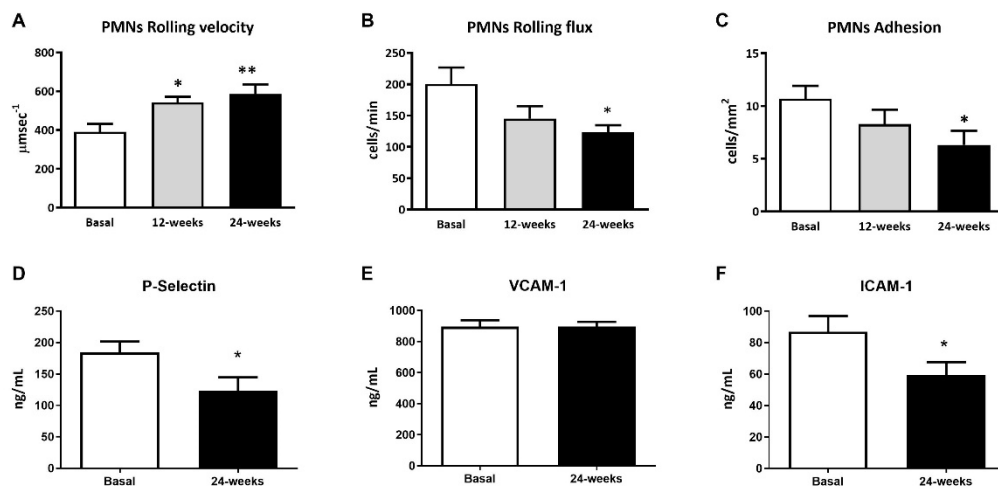 A
PMNs Rolling velocity
µmsec-1
800
600
400
200
0
*
**
Basal
12-weeks
24-weeks
B
PMNs Rolling flux
cells/min
250
200
150
100
50
0
*
Basal
12-weeks
24-weeks
C
PMNs Adhesion
cells/mm2
15
10
5
0
*
Basal
12-weeks
24-weeks
D
P-Selectin
ng/mL
250
200
150
100
50
0
*
Basal
24-weeks
E
VCAM-1
ng/mL
1000
800
600
400
200
0
Basal
24-weeks
F
ICAM-1
ng/mL
100
80
60
40
20
0
*
Basal
24-weeks